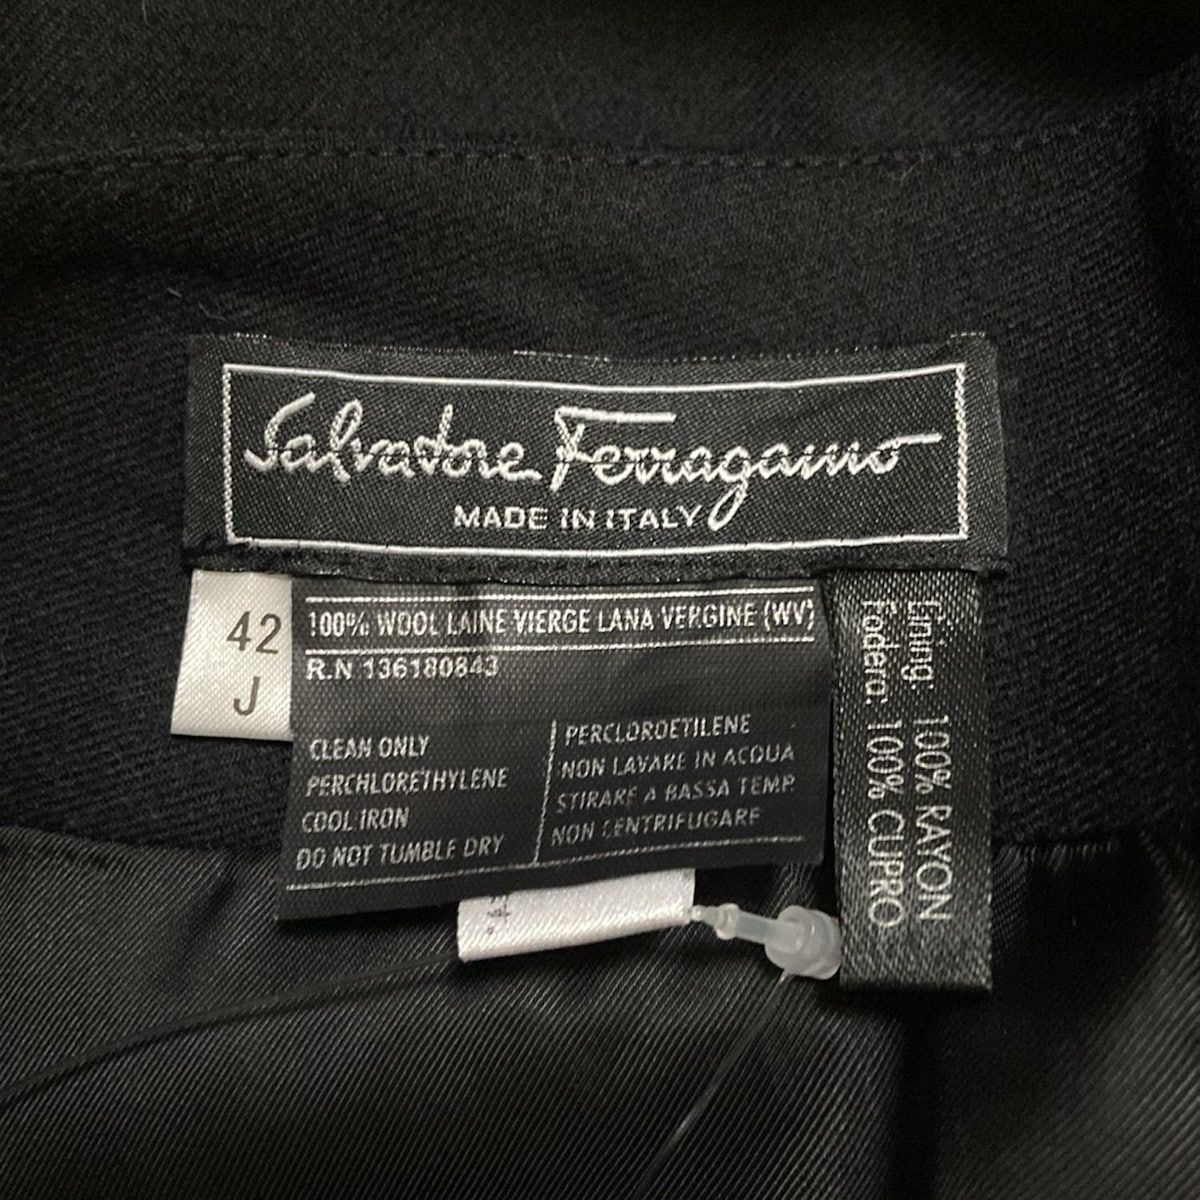 Salvatore Ferragamo
MADE IN ITALY
42
J
100% WOOL LAINE VIERGE LANA VERGINE (WV)
R.N 136180843
CLEAN ONLY
PERCHLORETHYLENE
COOL IRON
DO NOT TUMBLE DRY
PERCLOROETILENE
NON LAVARE IN ACQUA
STIRARE A BASSA TEMP.
NON CENTRIFUGARE
Lining: 100% RAYON
Fodera: 100% CUPRO